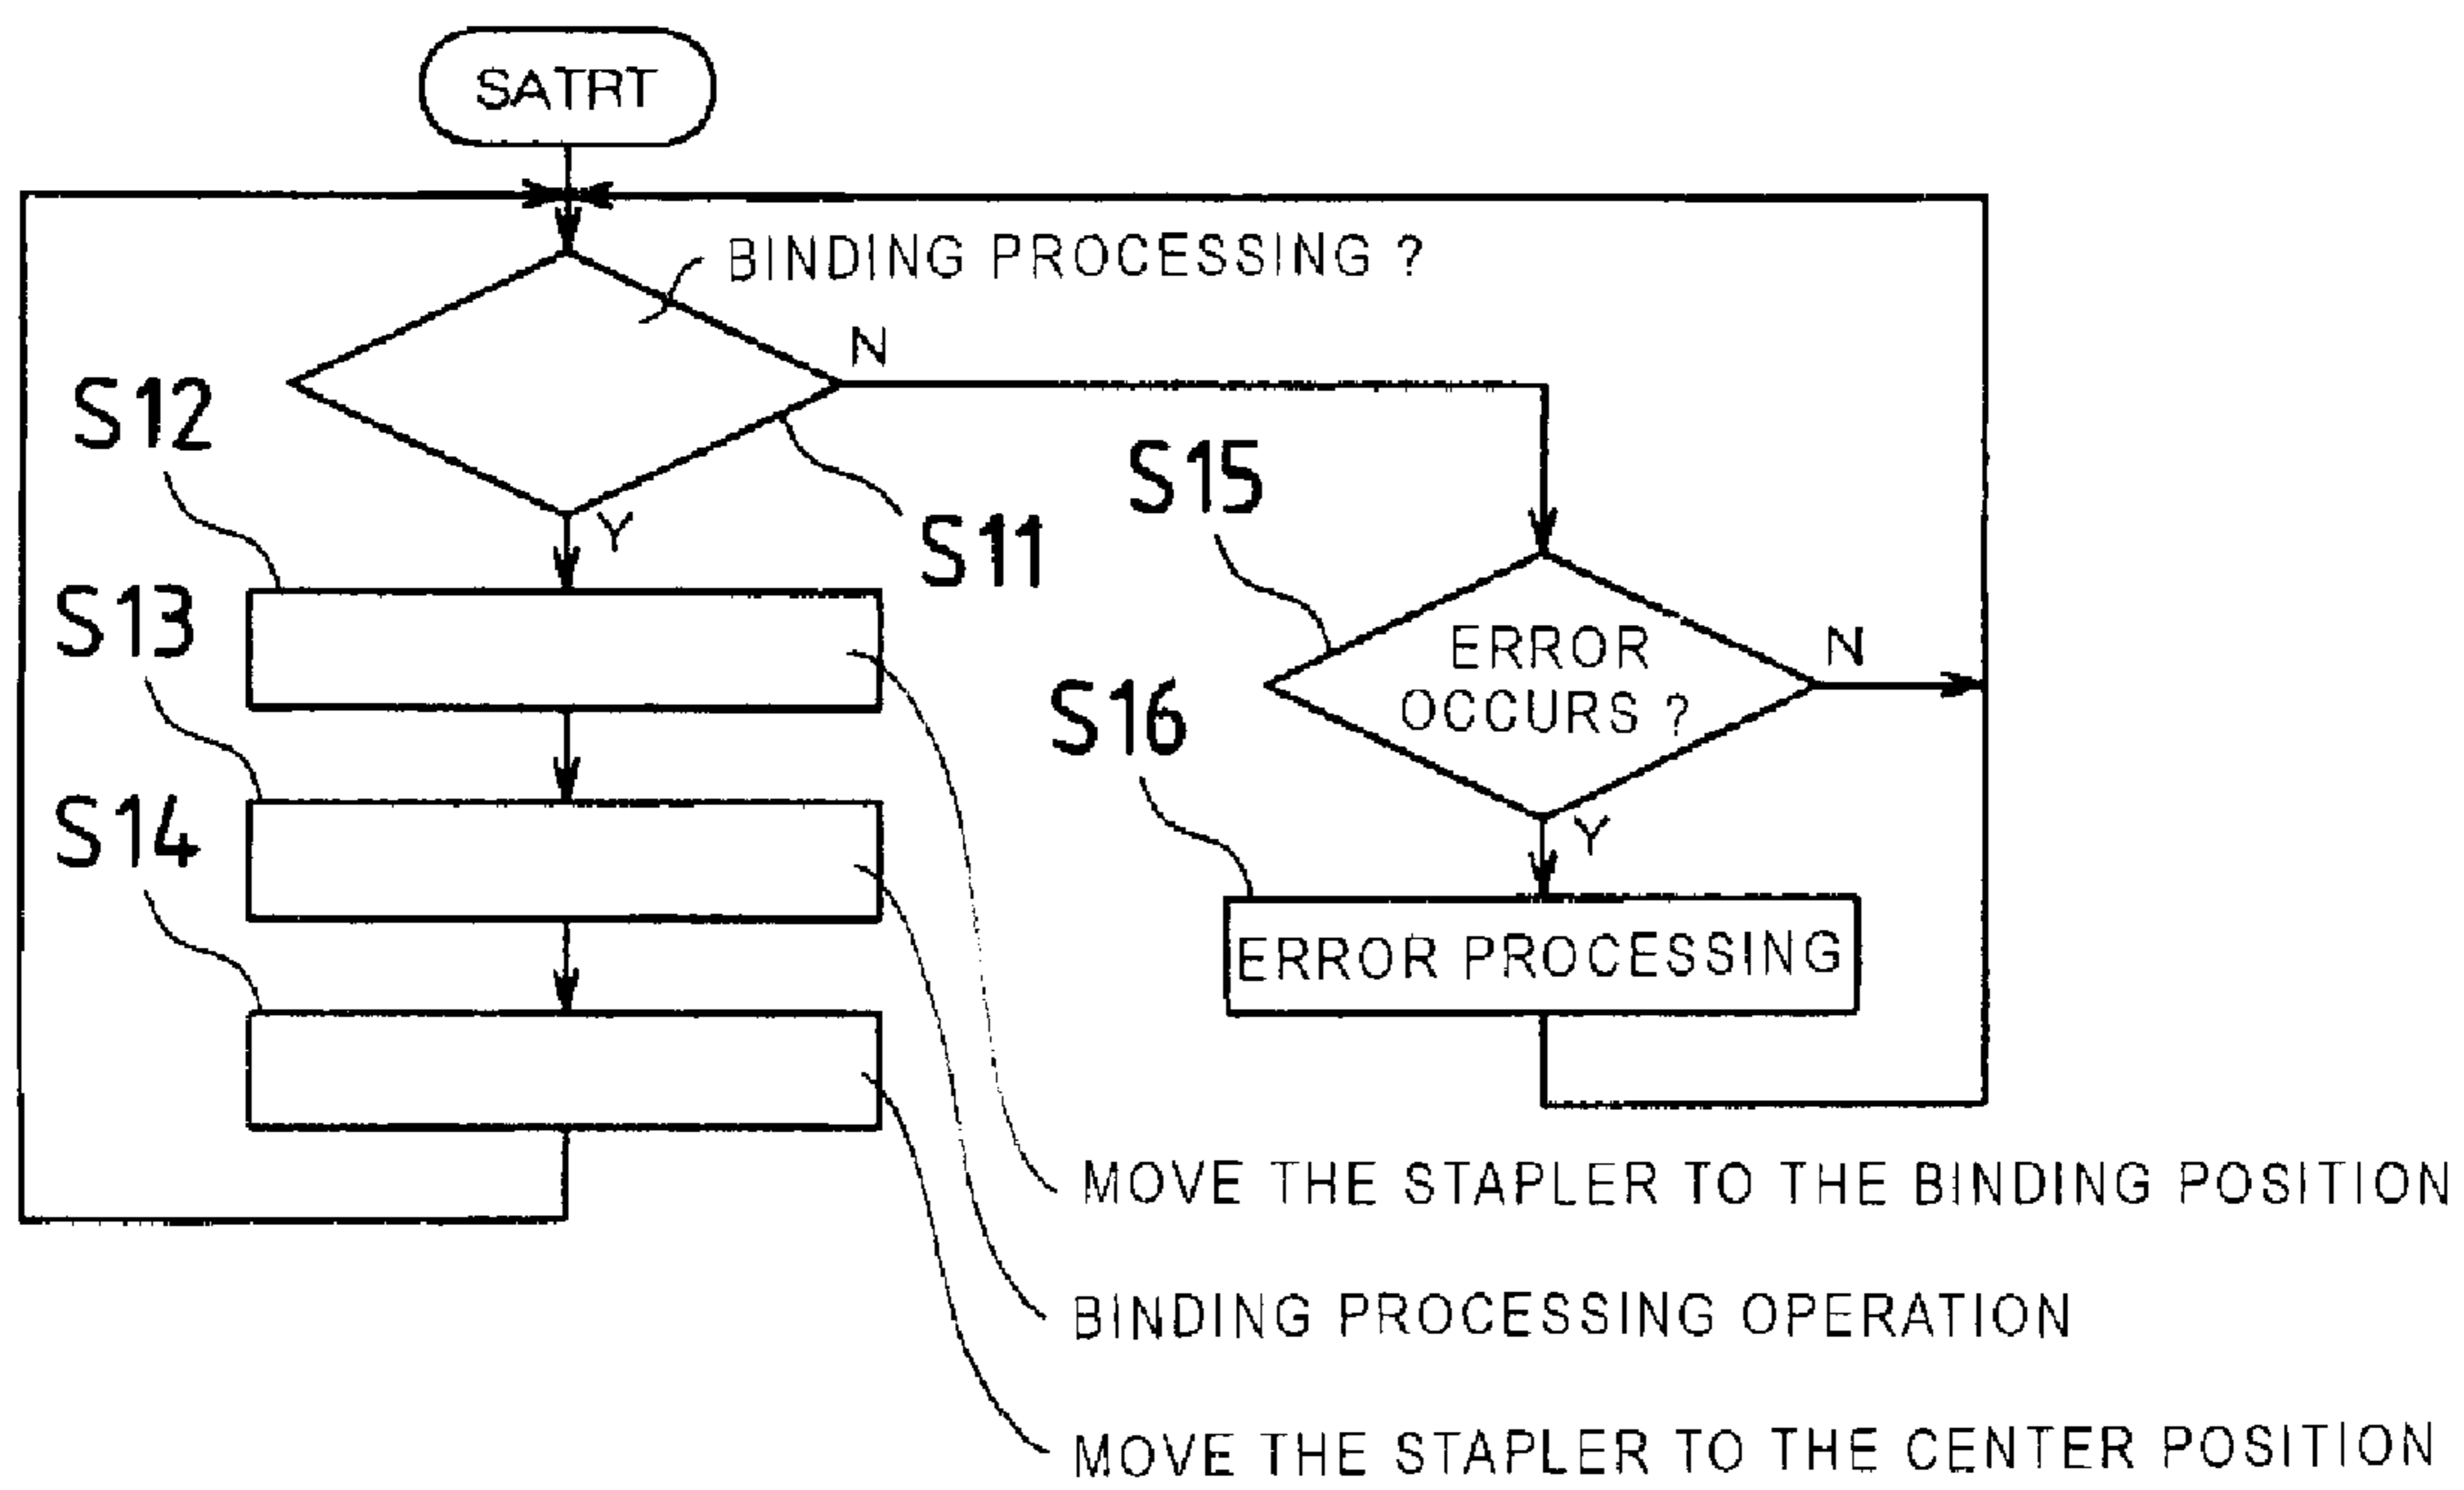 SATRT
BINDING PROCESSING ?
N
S12
S15
Y
S11
S13
ERROR
N
OCCURS ?
S16
S14
Y
ERROR PROCESSING
MOVE THE STAPLER TO THE BINDING POSITION
BINDING PROCESSING OPERATION
MOVE THE STAPLER TO THE CENTER POSITION